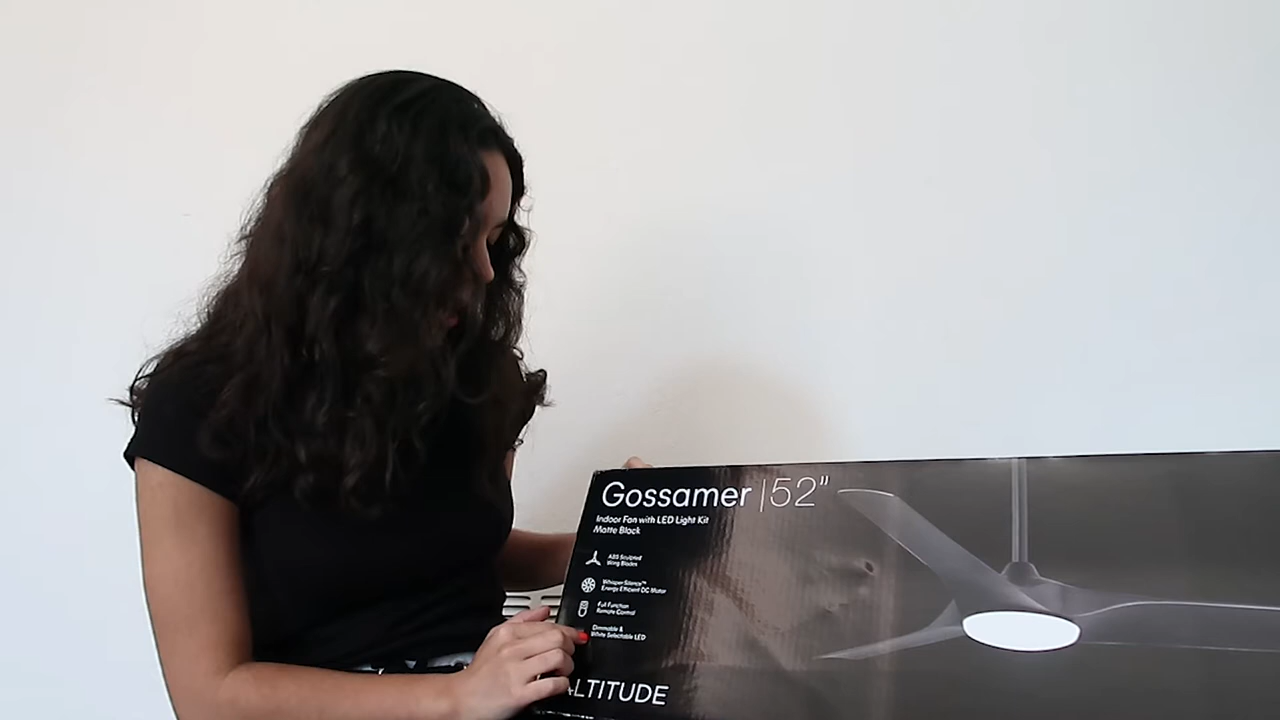 Gossamer | 52"
Indoor Fan with LED Light Kit
Matte Black
ABS Sculpted
Wing Blades
Whisper Silence™
Energy Efficient DC Motor
Full Function
Remote Control
Dimmable &
White Selectable LED
ALTITUDE